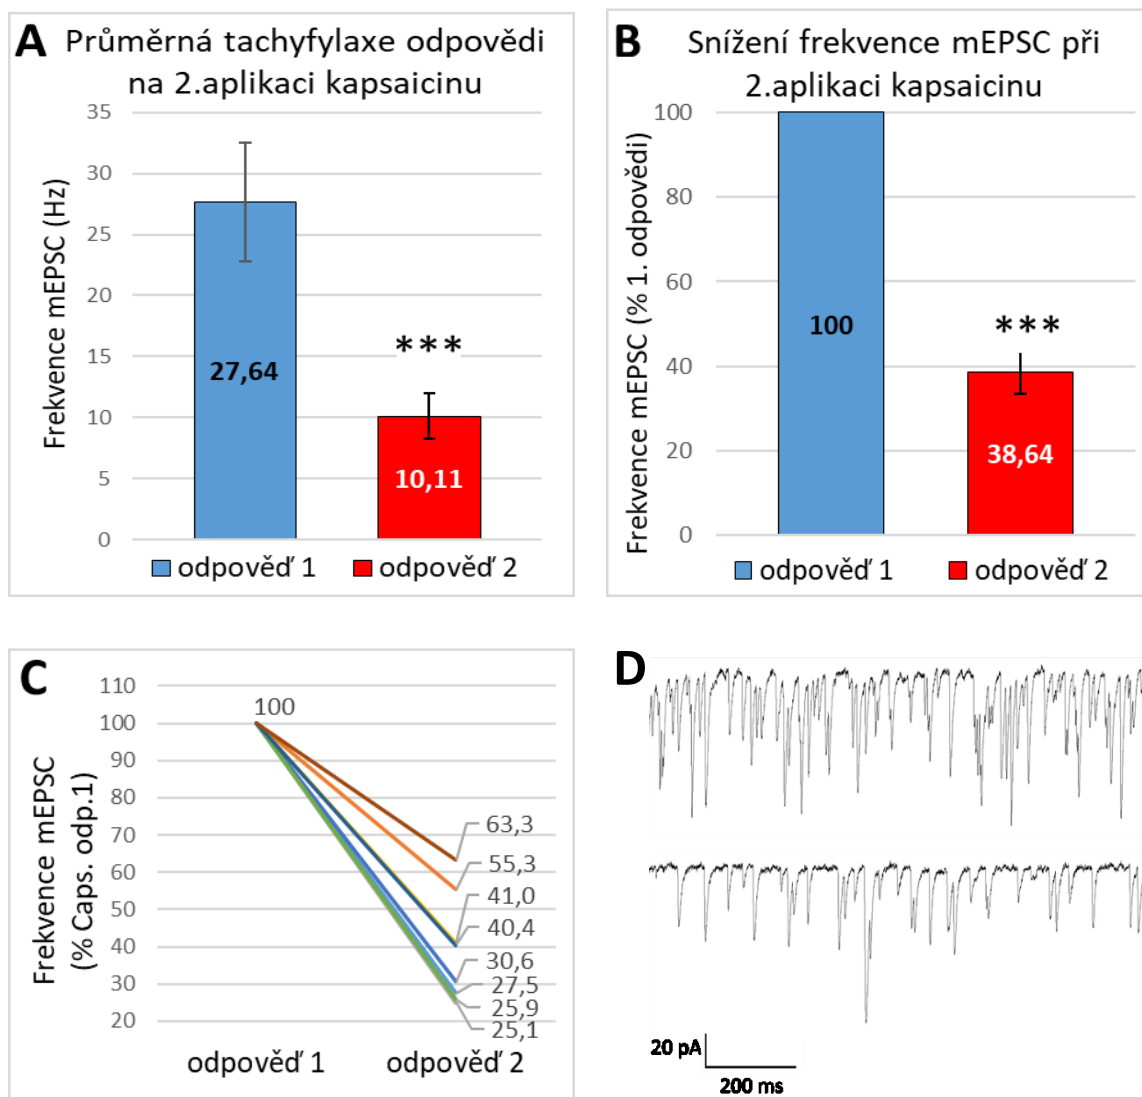 A Průměrná tachyfylaxe odpovědi
na 2.aplikaci kapsaicinu
Frekvence mEPSC (Hz)
35
30
25
20
15
10
5
0
27,64
***
10,11
odpověď 1 odpověď 2
B Snížení frekvence mEPSC při
2.aplikaci kapsaicinu
Frekvence mEPSC (% 1. odpovědi)
100
80
60
40
20
0
100
***
38,64
odpověď 1 odpověď 2
C
Frekvence mEPSC
(% Caps. odp.1)
110
100
90
80
70
60
50
40
30
20
100
63,3
55,3
41,0
40,4
30,6
27,5
25,9
25,1
odpověď 1 odpověď 2
D
20 pA
200 ms